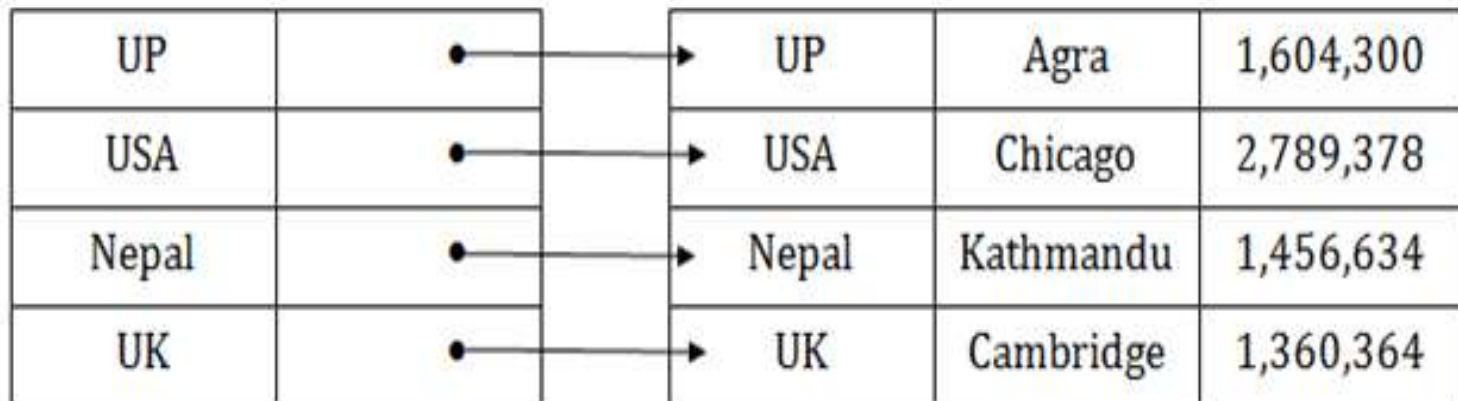 UP UP Agra 1,604,300
USA USA Chicago 2,789,378
Nepal Nepal Kathmandu 1,456,634
UK UK Cambridge 1,360,364